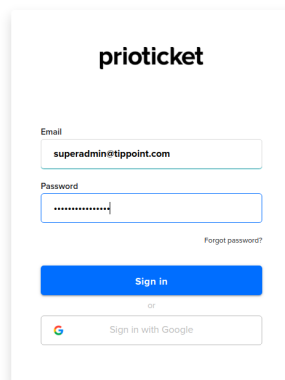 prioticket
Email
superadmin@tippoint.com
Password
••••••••••••••••
Forgot password?
Sign in
or
Sign in with Google